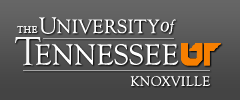 THE UNIVERSITY of
TENNESSEE UT
KNOXVILLE